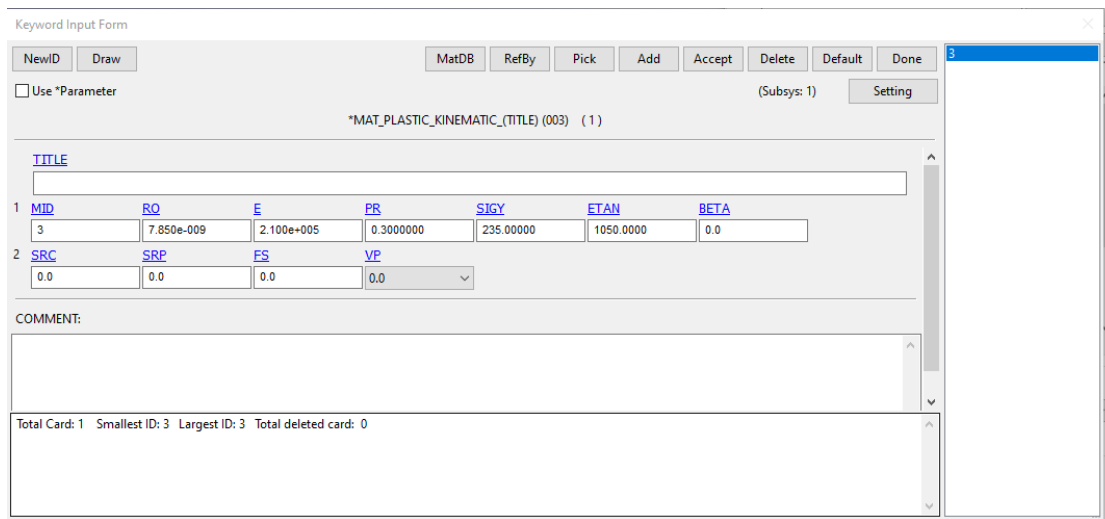 Keyword Input Form
NewID Draw MatDB RefBy Pick Add Accept Delete Default Done
3
Use *Parameter (Subsys: 1) Setting
*MAT_PLASTIC_KINEMATIC_(TITLE) (003) (1)
TITLE
1 MID RO E PR SIGY ETAN BETA
3 7.850e-009 2.100e+005 0.3000000 235.00000 1050.0000 0.0
2 SRC SRP FS VP
0.0 0.0 0.0 0.0
COMMENT:
Total Card: 1 Smallest ID: 3 Largest ID: 3 Total deleted card: 0